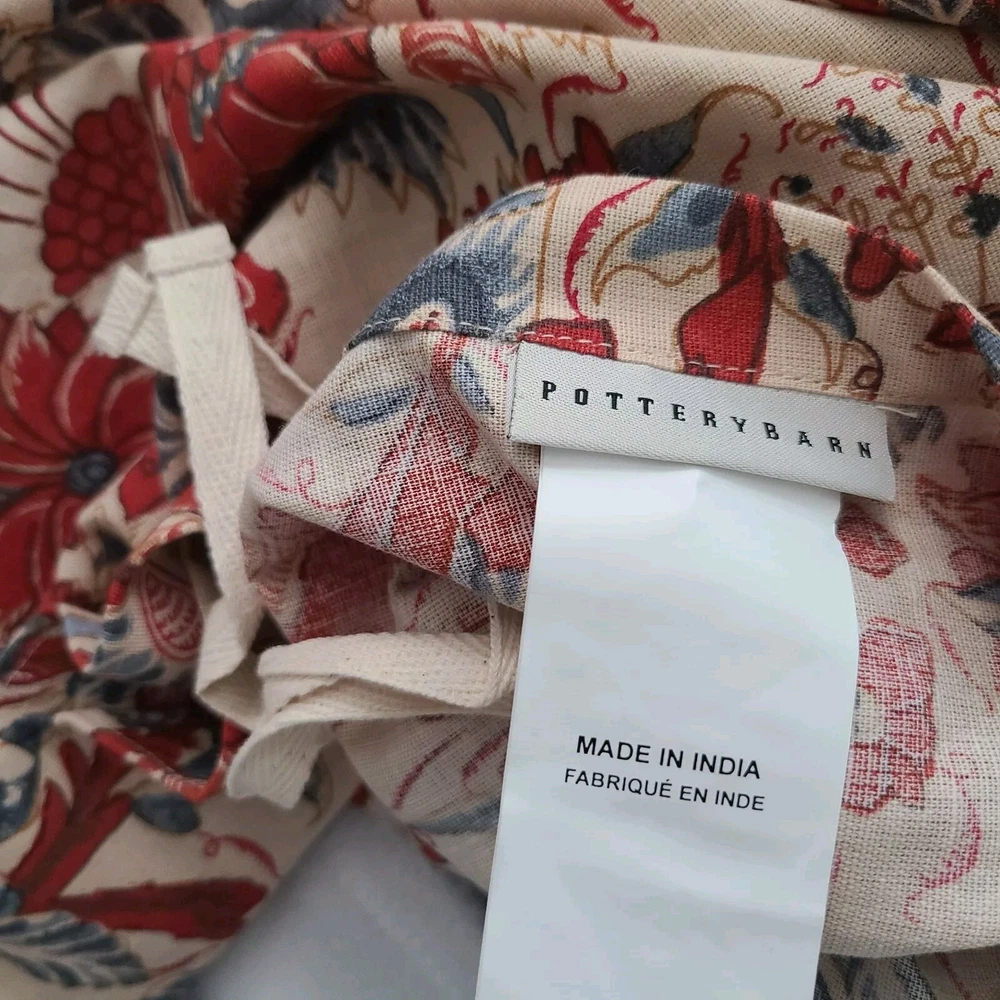 POTTERYBARN
MADE IN INDIA
FABRIQUÉ EN INDE